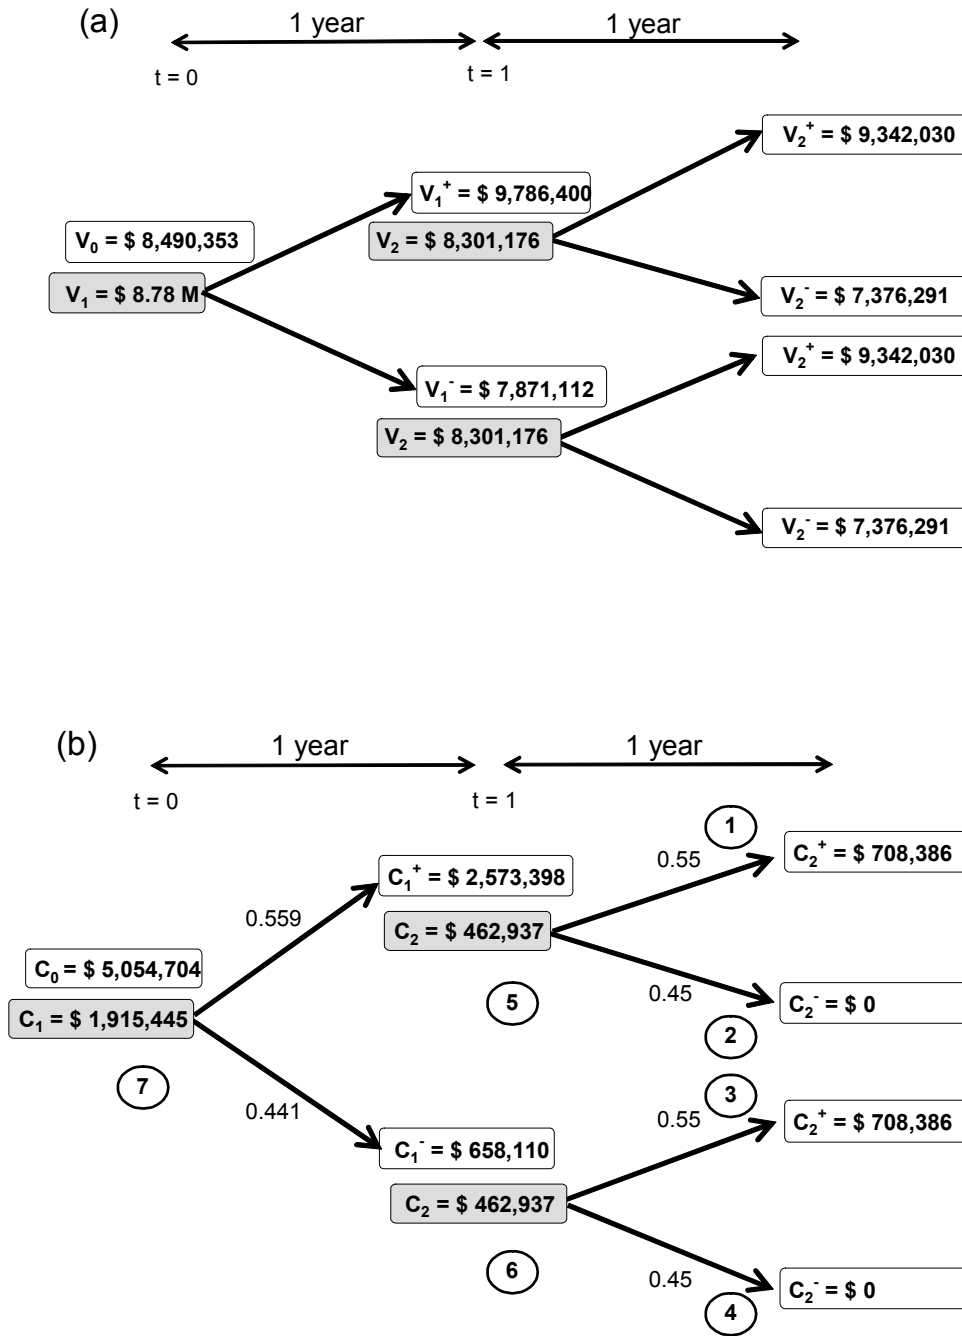 (a)
1 year
1 year
t = 0
t = 1
V₂⁺ = $ 9,342,030
V₁⁺ = $ 9,786,400
V₀ = $ 8,490,353
V₂ = $ 8,301,176
V₁ = $ 8.78 M
V₂⁻ = $ 7,376,291
V₂⁺ = $ 9,342,030
V₁⁻ = $ 7,871,112
V₂ = $ 8,301,176
V₂⁻ = $ 7,376,291
(b)
1 year
1 year
t = 0
t = 1
1
0.55
C₂⁺ = $ 708,386
C₁⁺ = $ 2,573,398
0.559
C₂ = $ 462,937
C₀ = $ 5,054,704
0.45
C₂⁻ = $ 0
C₁ = $ 1,915,445
5
2
7
3
0.441
0.55
C₂⁺ = $ 708,386
C₁⁻ = $ 658,110
C₂ = $ 462,937
6
0.45
C₂⁻ = $ 0
4